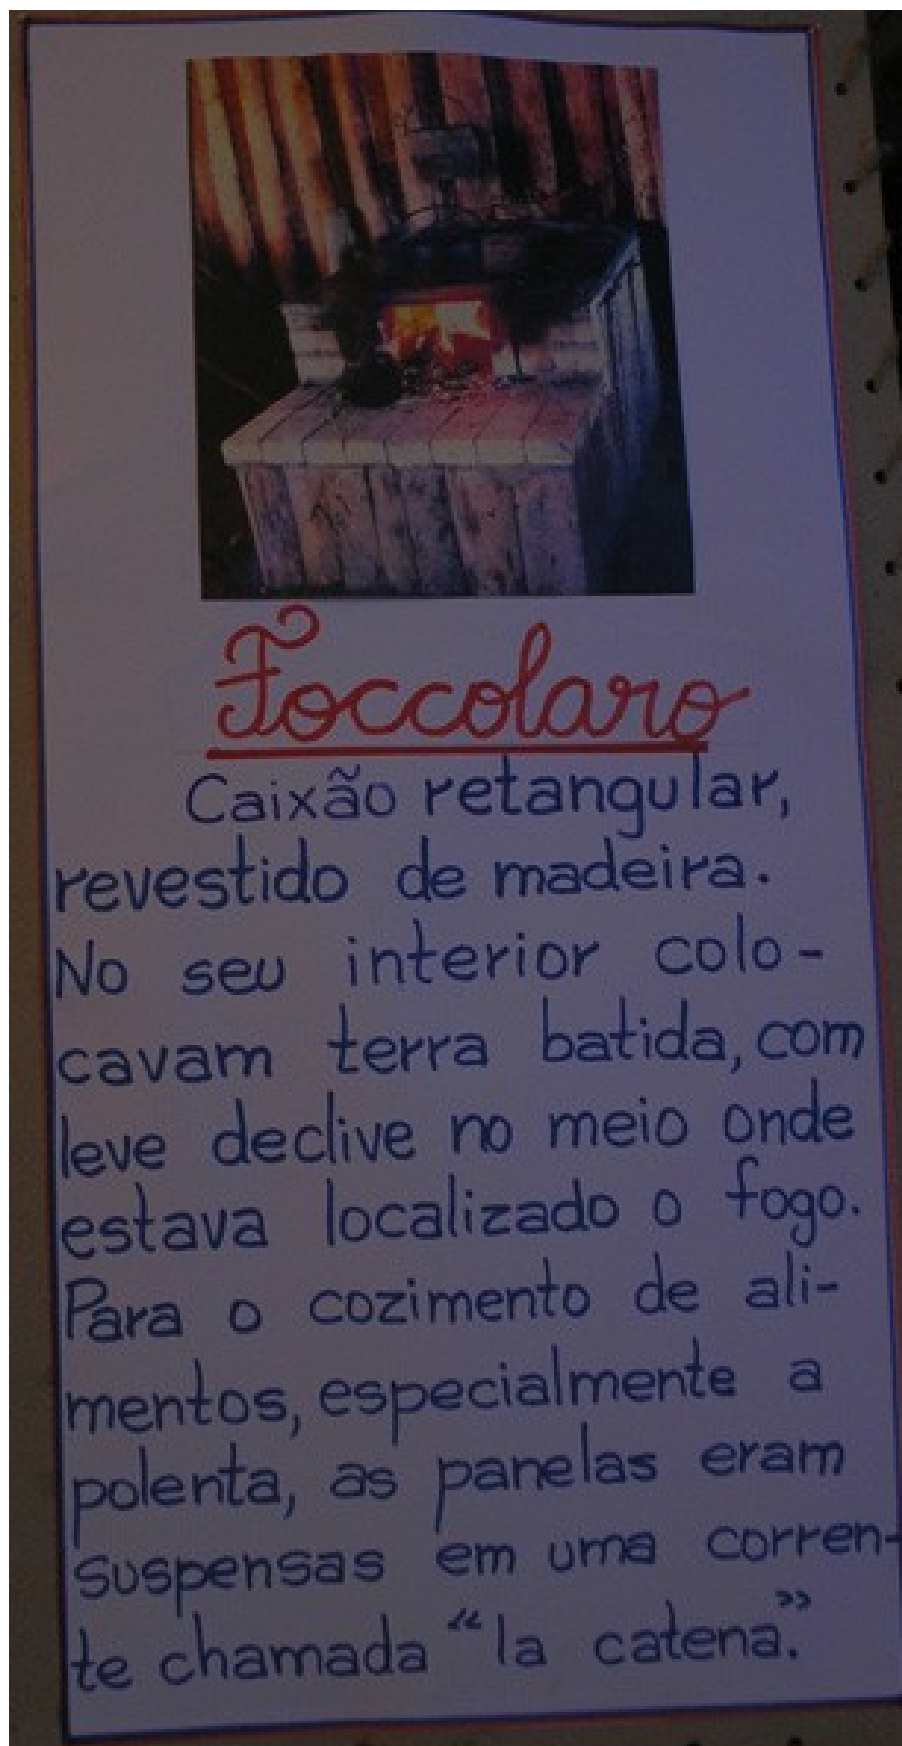 Foccolaro
Caixão retangular,
revestido de madeira.
No seu interior colo-
cavam terra batida, com
leve declive no meio onde
estava localizado o fogo.
Para o cozimento de ali-
mentos, especialmente a
polenta, as panelas eram
suspensas em uma corren-
te chamada "la catena."